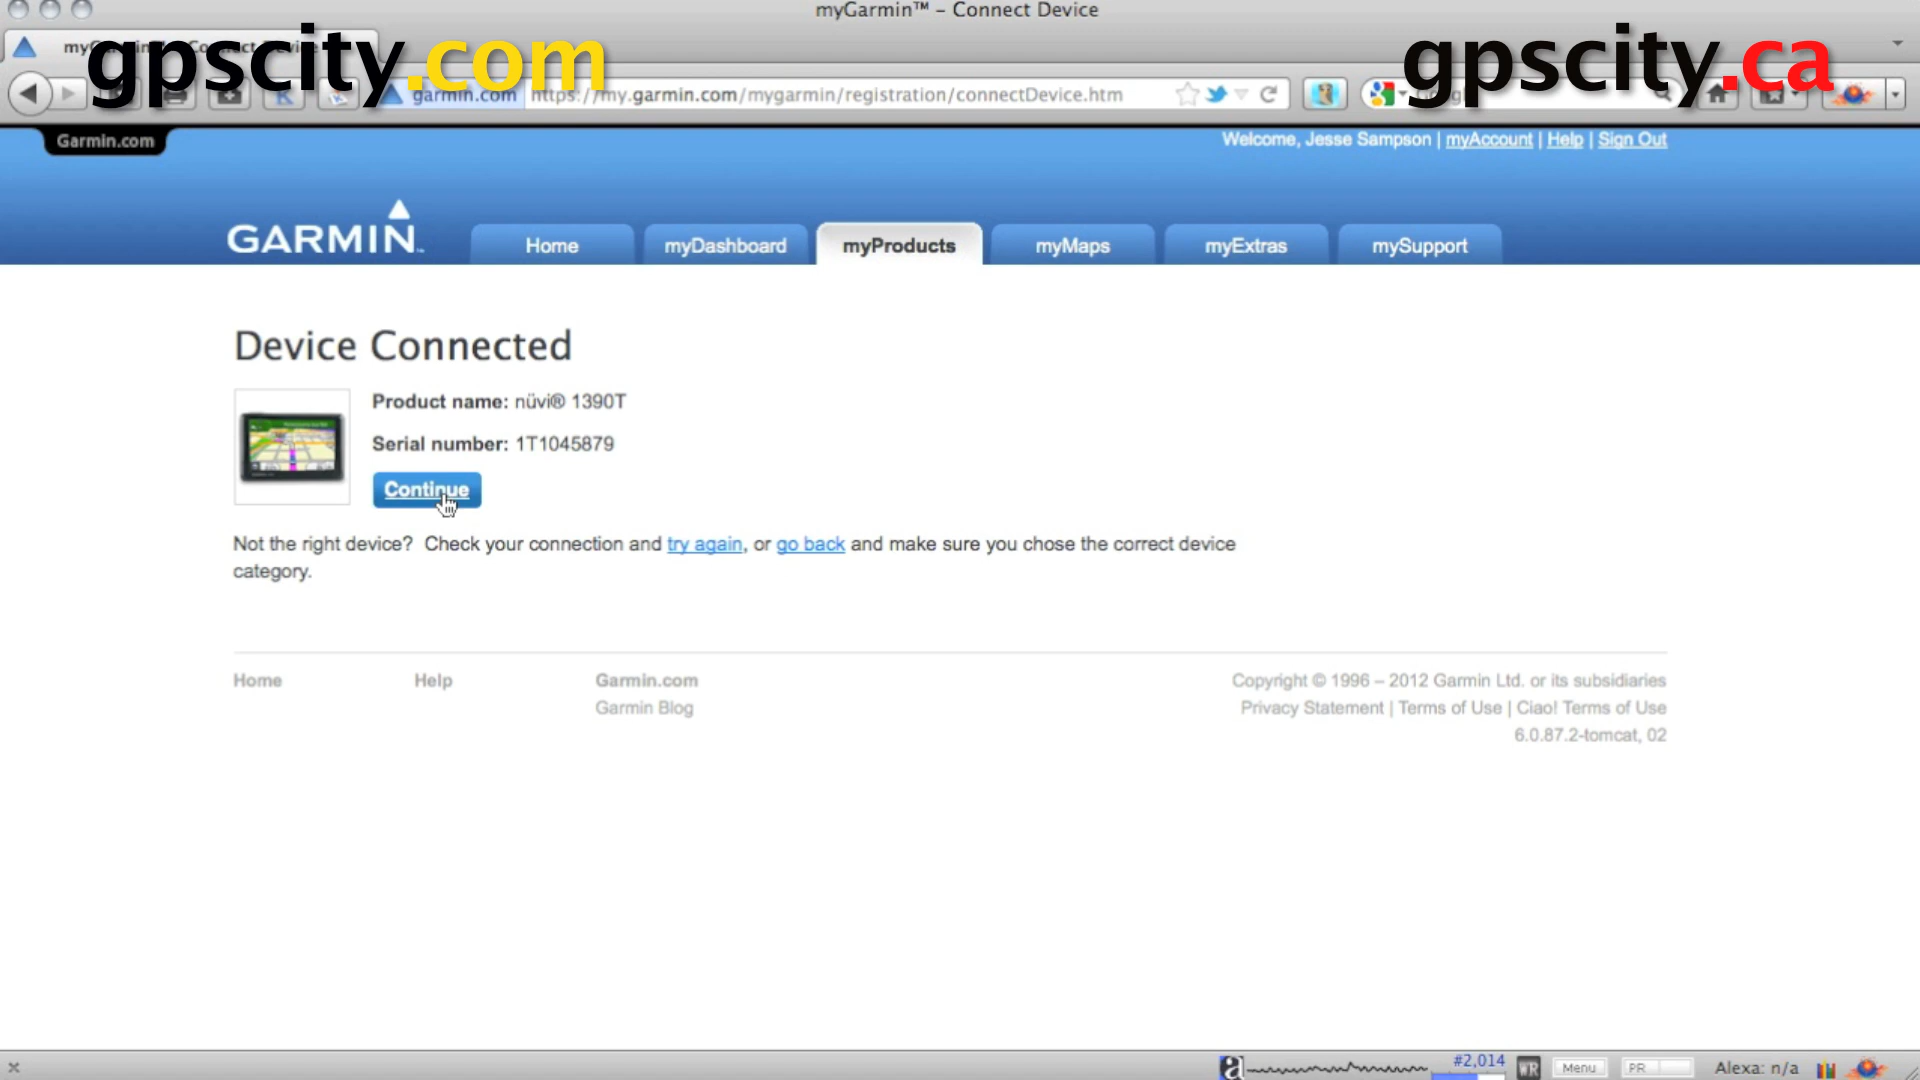 myGarmin™ – Connect Device
gpscity.com
gpscity.ca
garmin.com https://my.garmin.com/mygarmin/registration/connectDevice.htm
Garmin.com
Welcome, Jesse Sampson | myAccount | Help | Sign Out
GARMIN™
Home myDashboard myProducts myMaps myExtras mySupport
Device Connected
Product name: nüvi® 1390T
Serial number: 1T1045879
Continue
Not the right device? Check your connection and try again, or go back and make sure you chose the correct device
category.
Home Help Garmin.com Copyright © 1996 – 2012 Garmin Ltd. or its subsidiaries
Garmin Blog Privacy Statement | Terms of Use | Ciao! Terms of Use
6.0.87.2-tomcat, 02
#2,014 WR Menu PR Alexa: n/a